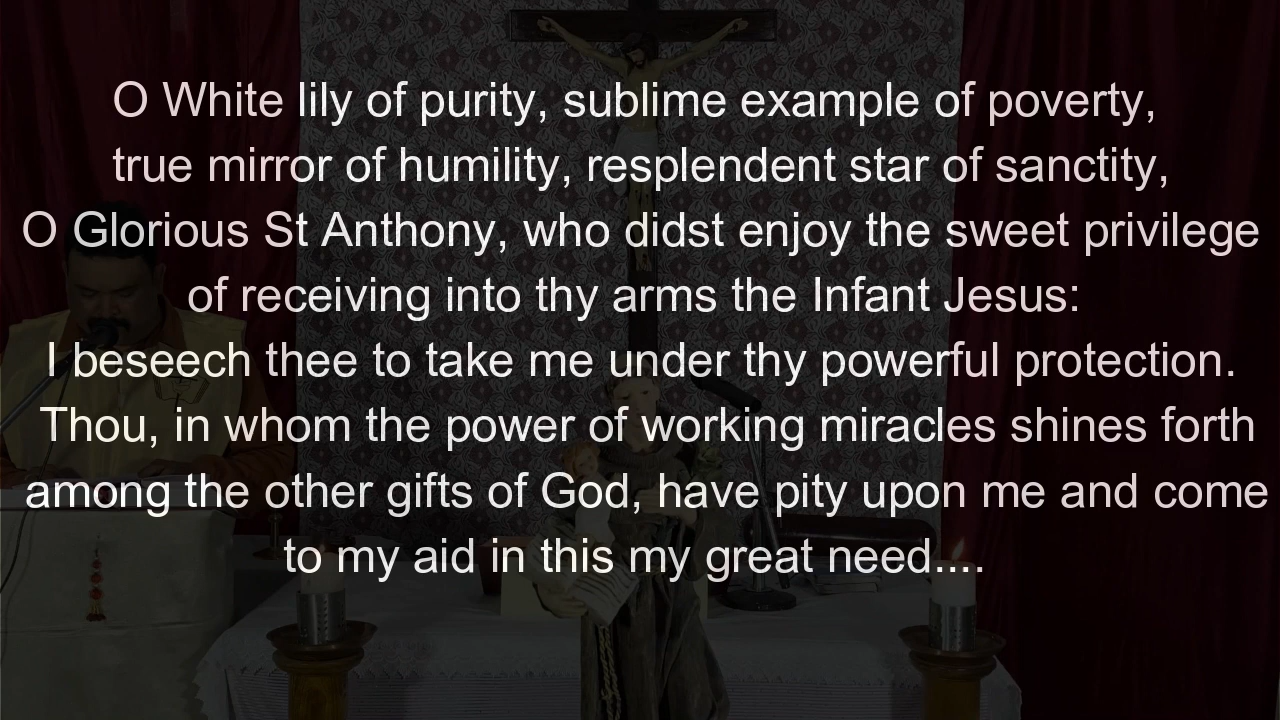 O White lily of purity, sublime example of poverty,
true mirror of humility, resplendent star of sanctity,
O Glorious St Anthony, who didst enjoy the sweet privilege
of receiving into thy arms the Infant Jesus:
I beseech thee to take me under thy powerful protection.
Thou, in whom the power of working miracles shines forth
among the other gifts of God, have pity upon me and come
to my aid in this my great need....